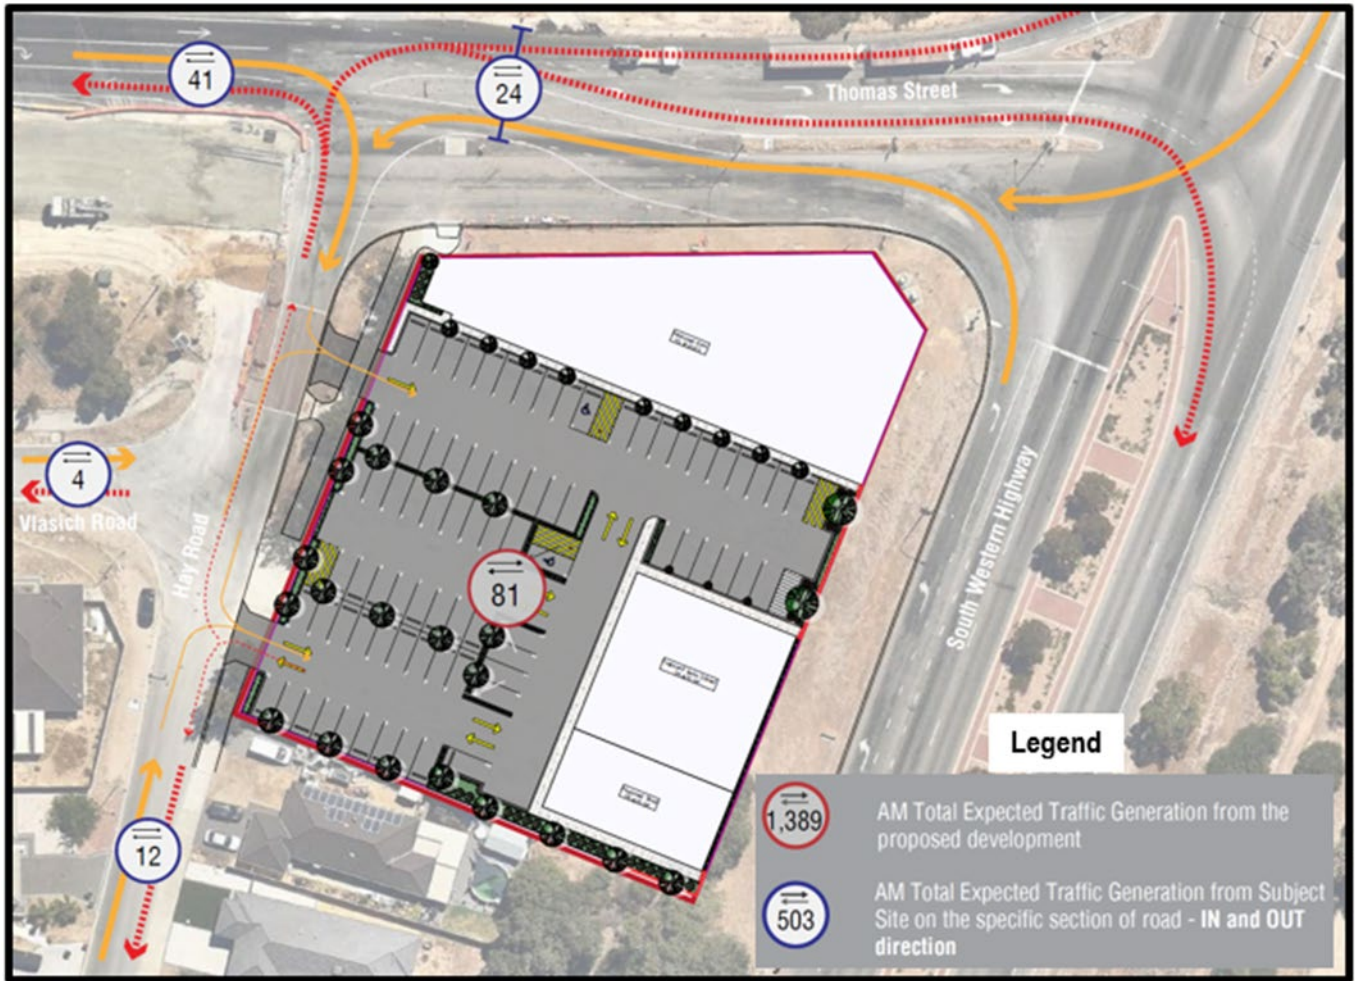 41
24
Thomas Street
4
Vlasich Road
Hay Road
81
South Western Highway
12
Legend
1,389
AM Total Expected Traffic Generation from the
proposed development
503
AM Total Expected Traffic Generation from Subject
Site on the specific section of road - IN and OUT
direction